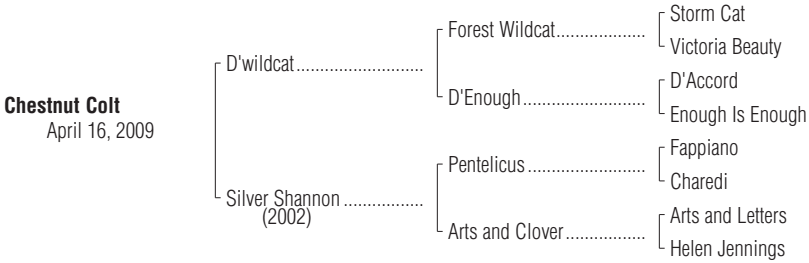 Storm Cat
Forest Wildcat....................
Victoria Beauty
D'wildcat...........................
D'Accord
D'Enough...........................
Enough Is Enough
Chestnut Colt
April 16, 2009
Fappiano
Pentelicus..........................
Charedi
Silver Shannon.................
(2002)
Arts and Letters
Arts and Clover.................
Helen Jennings